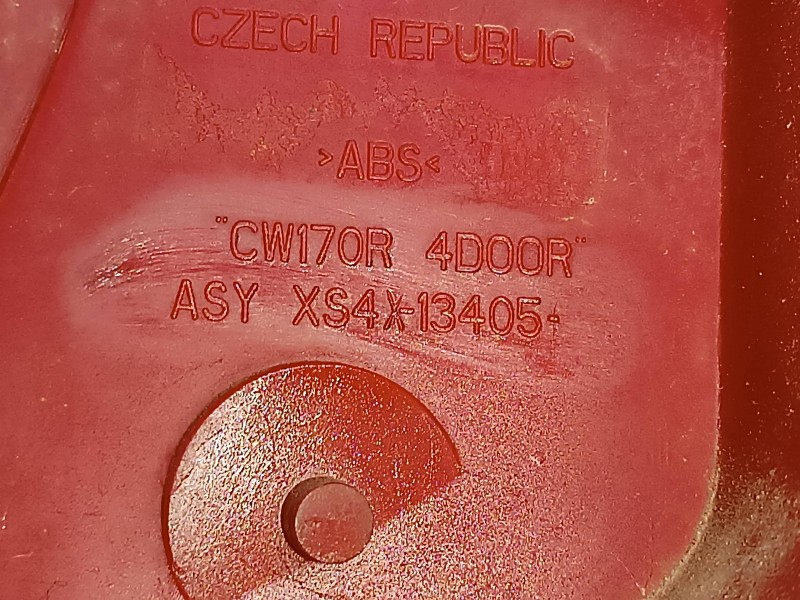 CZECH REPUBLIC
>ABS<
"CW170R 4DOOR"
ASY XS4X-13405-